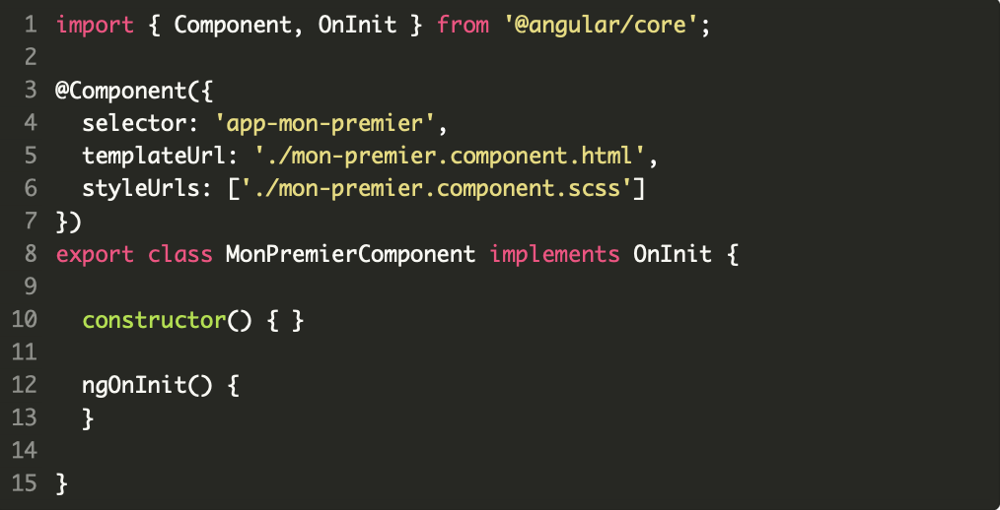 1 import { Component, OnInit } from '@angular/core';
2
3 @Component({
4   selector: 'app-mon-premier',
5   templateUrl: './mon-premier.component.html',
6   styleUrls: ['./mon-premier.component.scss']
7 })
8 export class MonPremierComponent implements OnInit {
9
10   constructor() { }
11
12   ngOnInit() {
13   }
14
15 }